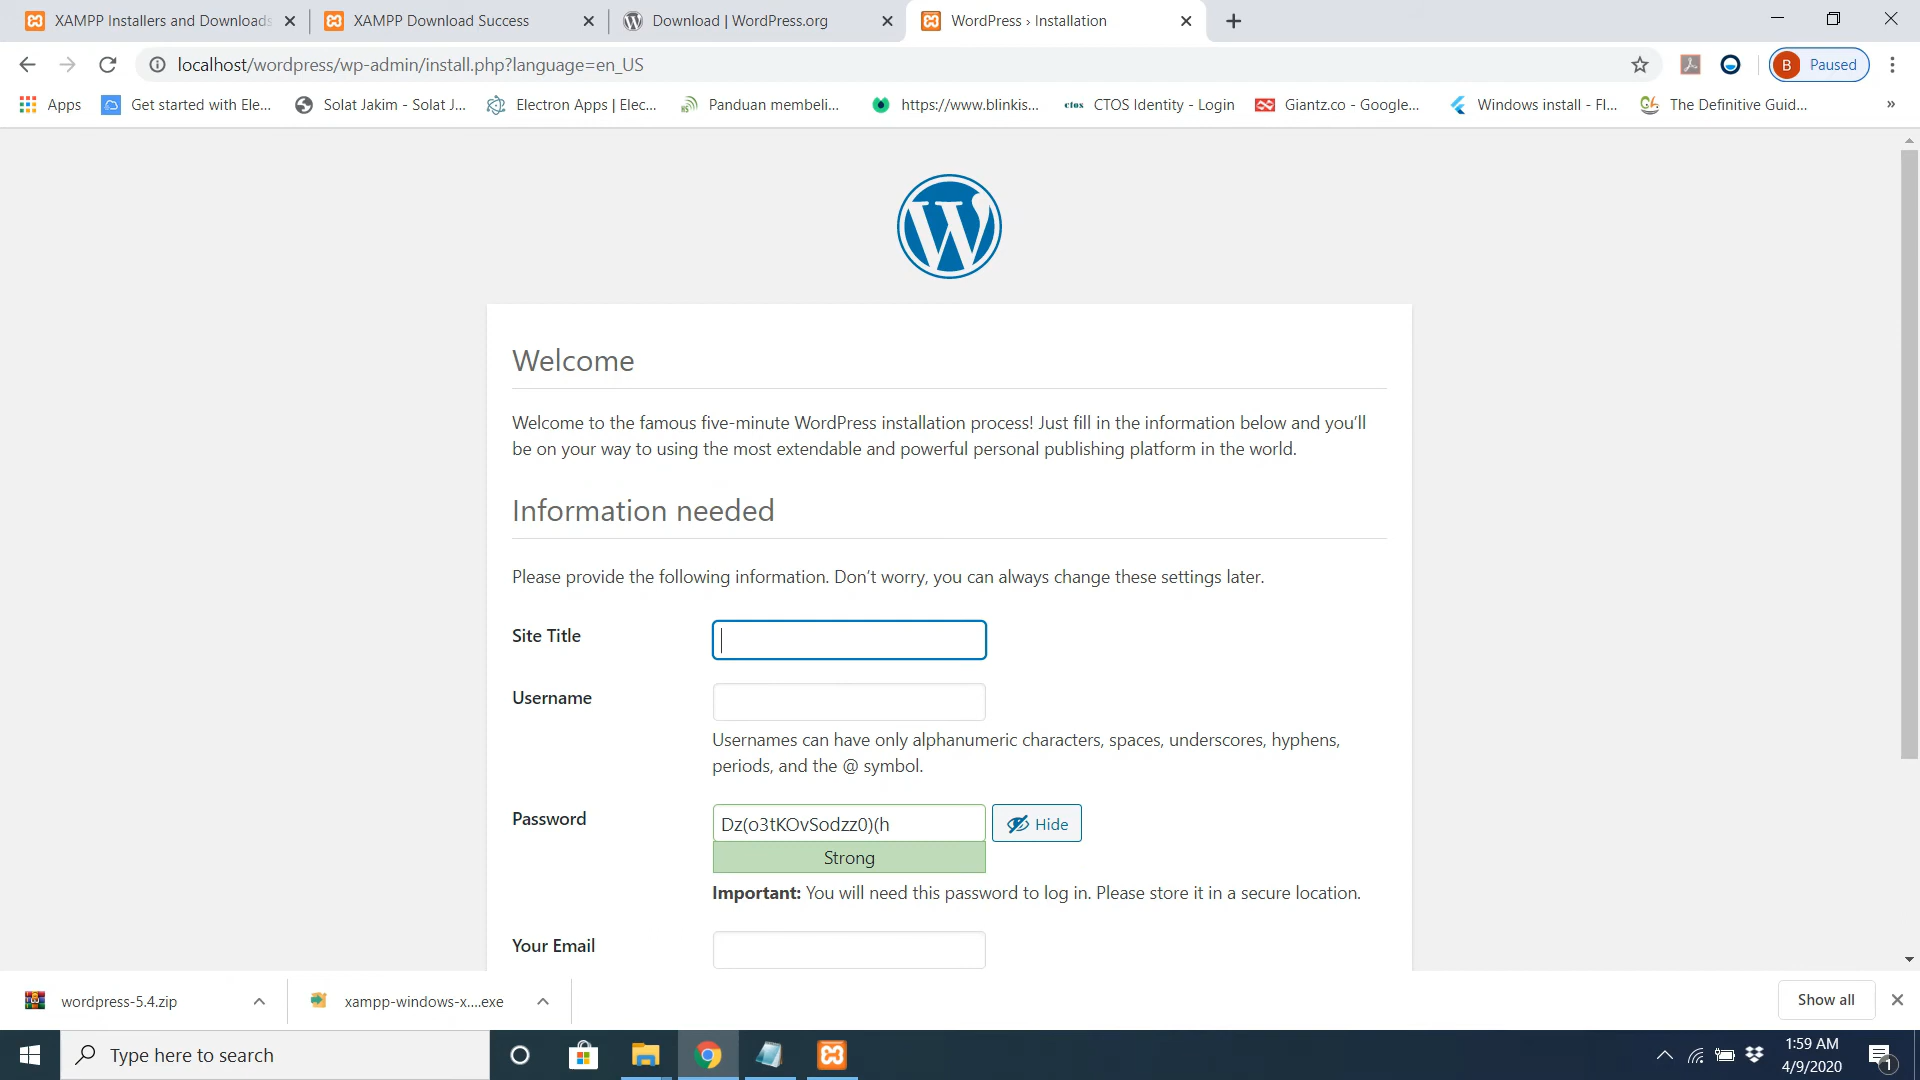 XAMPP Installers and Downloads
XAMPP Download Success
Download | WordPress.org
WordPress › Installation
localhost/wordpress/wp-admin/install.php?language=en_US
B Paused
Apps
Get started with Ele...
Solat Jakim - Solat J...
Electron Apps | Elec...
Panduan membeli...
https://www.blinkis...
ctos CTOS Identity - Login
Giantz.co - Google...
Windows install - Fl...
The Definitive Guid...
»
Welcome
Welcome to the famous five-minute WordPress installation process! Just fill in the information below and you’ll
be on your way to using the most extendable and powerful personal publishing platform in the world.
Information needed
Please provide the following information. Don’t worry, you can always change these settings later.
Site Title
Username
Usernames can have only alphanumeric characters, spaces, underscores, hyphens,
periods, and the @ symbol.
Password
Dz(o3tKOvSodzz0)(h
Hide
Strong
Important: You will need this password to log in. Please store it in a secure location.
Your Email
wordpress-5.4.zip
xampp-windows-x....exe
Show all
Type here to search
1:59 AM
4/9/2020
1